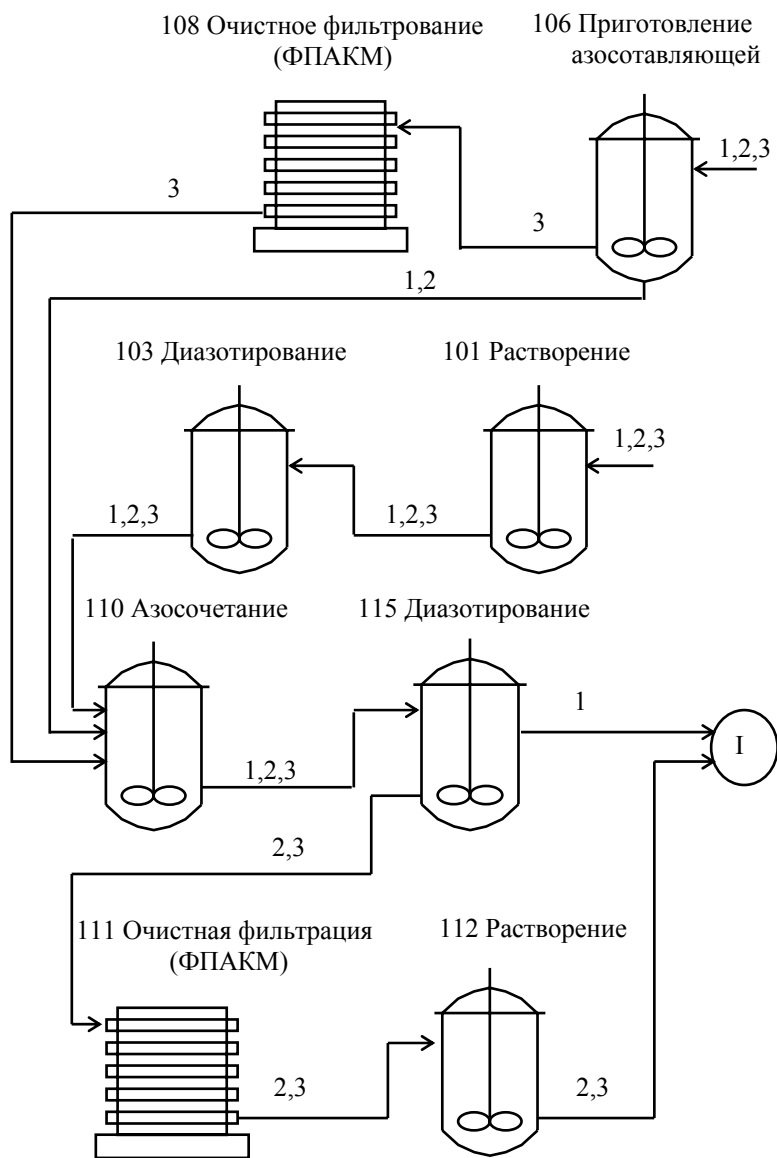 108 Очистное фильтрование
(ФПАКМ)
106 Приготовление
азосотавляющей
1,2,3
3
3
1,2
103 Диазотирование
101 Растворение
1,2,3
1,2,3
1,2,3
110 Азосочетание
115 Диазотирование
1
I
1,2,3
2,3
111 Очистная фильтрация
(ФПАКМ)
112 Растворение
2,3
2,3